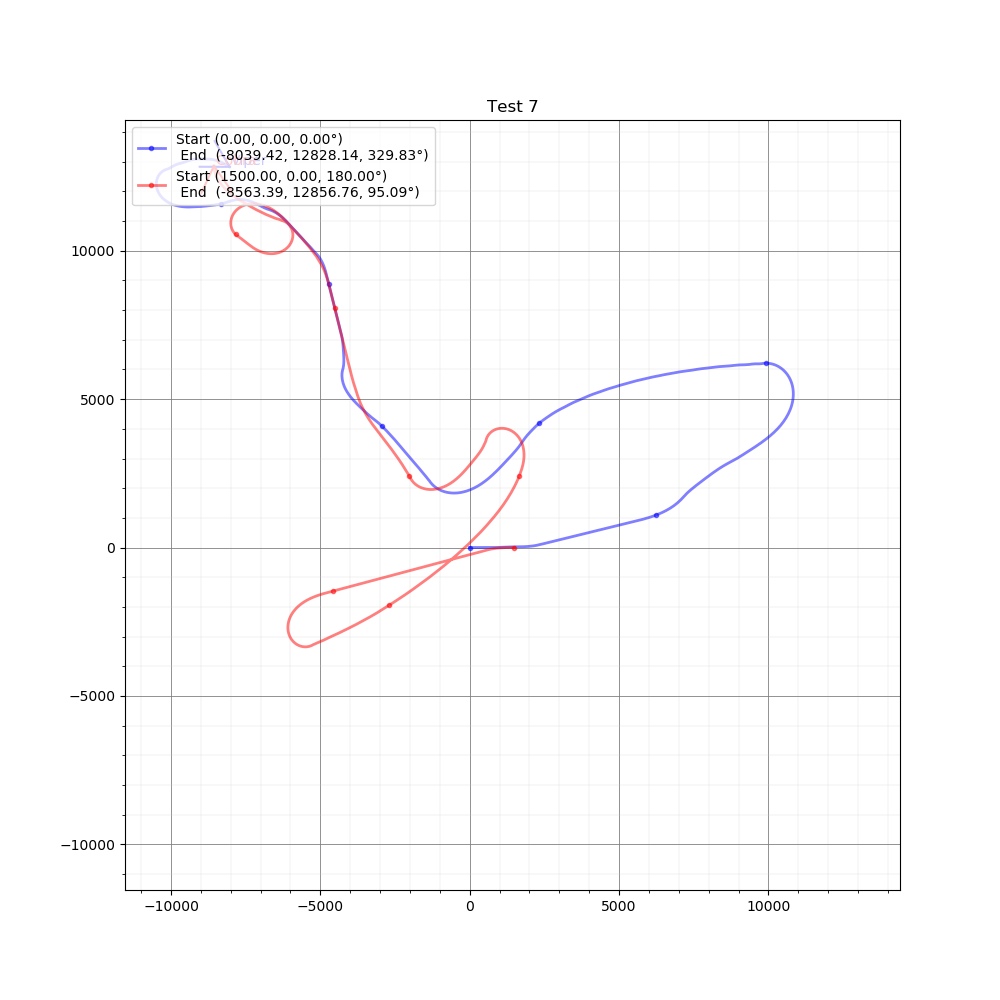 Test 7
Start (0.00, 0.00, 0.00°)
End (-8039.42, 12828.14, 329.83°)
Start (1500.00, 0.00, 180.00°)
End (-8563.39, 12856.76, 95.09°)
10000
5000
0
−5000
−10000
−10000 −5000 0 5000 10000